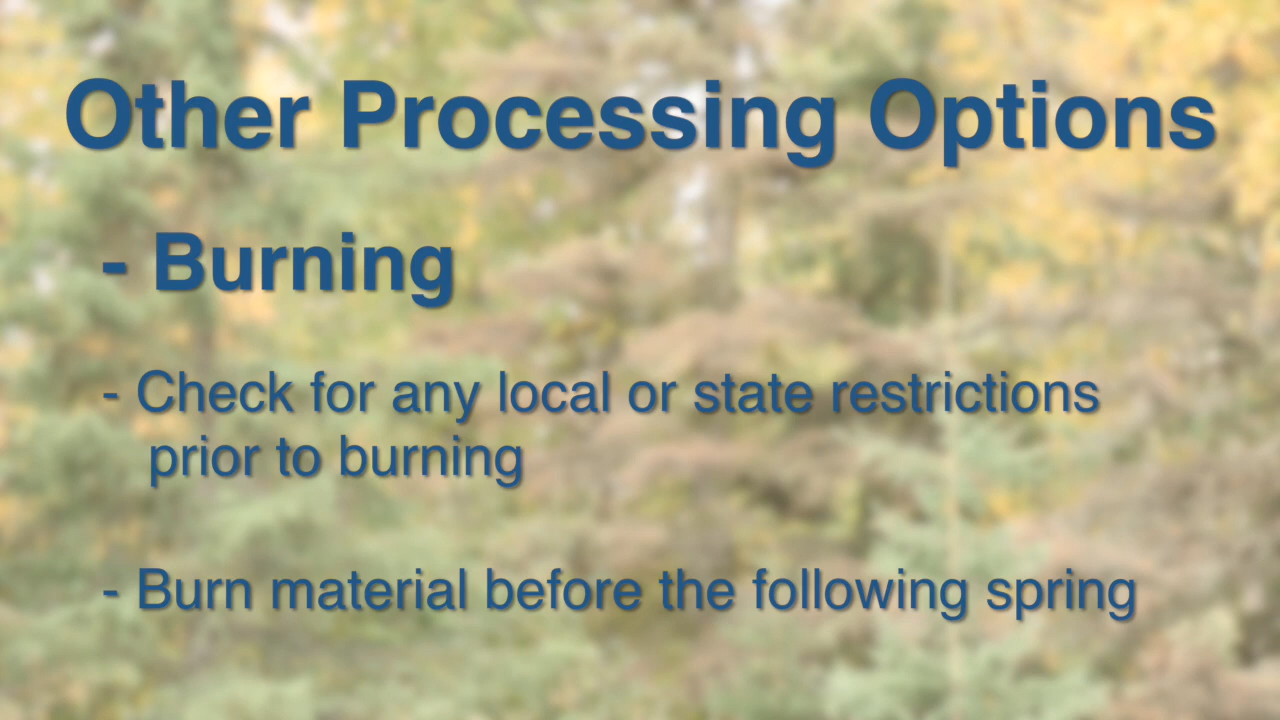 Other Processing Options
- Burning
- Check for any local or state restrictions
prior to burning
- Burn material before the following spring